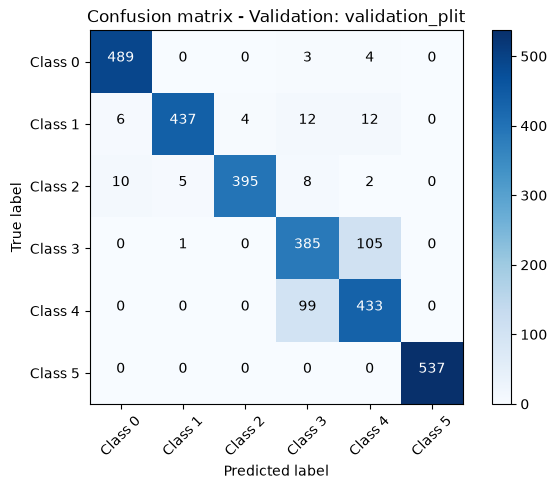 Confusion matrix - Validation: validation_plit
True label
Class 0 489 0 0 3 4 0
Class 1 6 437 4 12 12 0
Class 2 10 5 395 8 2 0
Class 3 0 1 0 385 105 0
Class 4 0 0 0 99 433 0
Class 5 0 0 0 0 0 537
Class 0 Class 1 Class 2 Class 3 Class 4 Class 5
Predicted label
500
400
300
200
100
0